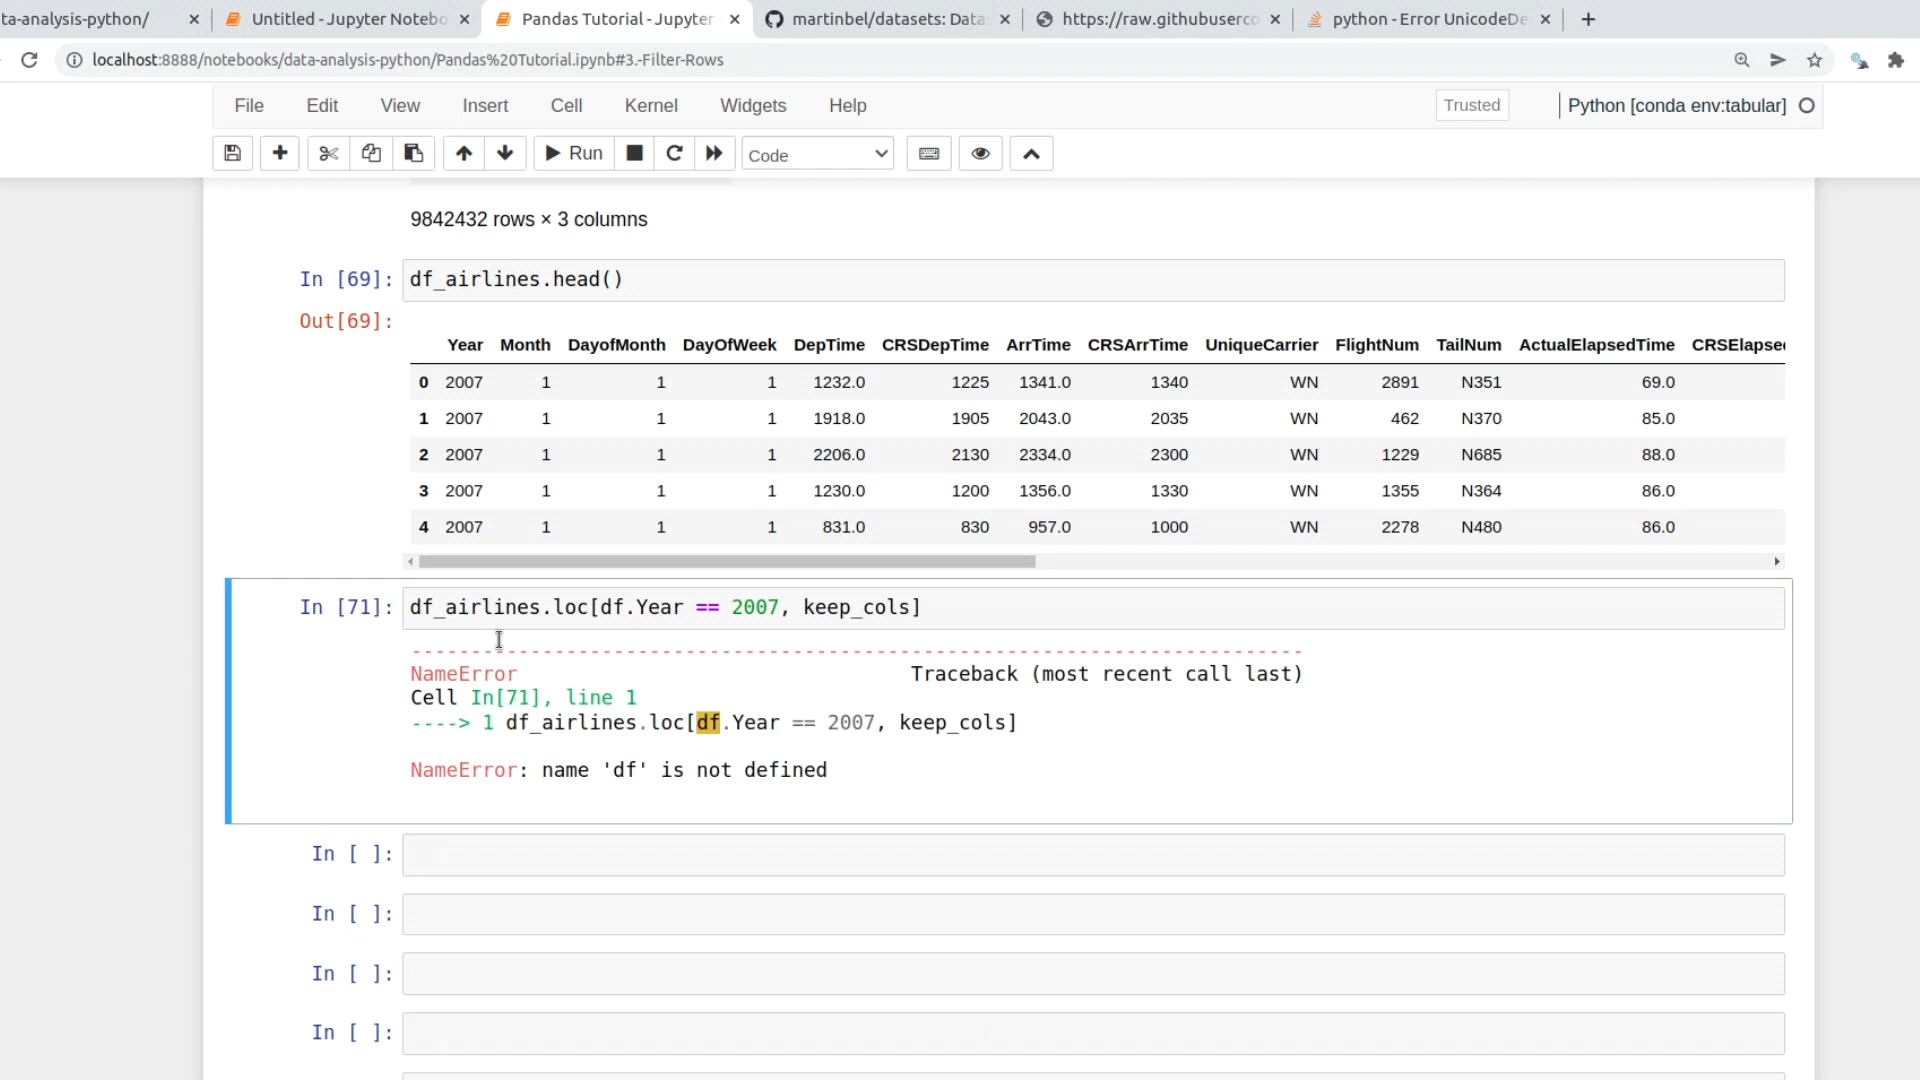 ta-analysis-python/
Untitled - Jupyter Notebo
Pandas Tutorial - Jupyter
martinbel/datasets: Data
https://raw.githubuserco
python - Error UnicodeDe
localhost:8888/notebooks/data-analysis-python/Pandas%20Tutorial.ipynb#3.-Filter-Rows
File Edit View Insert Cell Kernel Widgets Help Trusted Python [conda env:tabular]
Run Code
9842432 rows × 3 columns
In [69]: df_airlines.head()
Out[69]:
Year Month DayofMonth DayOfWeek DepTime CRSDepTime ArrTime CRSArrTime UniqueCarrier FlightNum TailNum ActualElapsedTime CRSElapsed
0 2007 1 1 1 1232.0 1225 1341.0 1340 WN 2891 N351 69.0
1 2007 1 1 1 1918.0 1905 2043.0 2035 WN 462 N370 85.0
2 2007 1 1 1 2206.0 2130 2334.0 2300 WN 1229 N685 88.0
3 2007 1 1 1 1230.0 1200 1356.0 1330 WN 1355 N364 86.0
4 2007 1 1 1 831.0 830 957.0 1000 WN 2278 N480 86.0
In [71]: df_airlines.loc[df.Year == 2007, keep_cols]
---------------------------------------------------------------------------
NameError Traceback (most recent call last)
Cell In[71], line 1
----> 1 df_airlines.loc[df.Year == 2007, keep_cols]
NameError: name 'df' is not defined
In [ ]:
In [ ]:
In [ ]:
In [ ]: